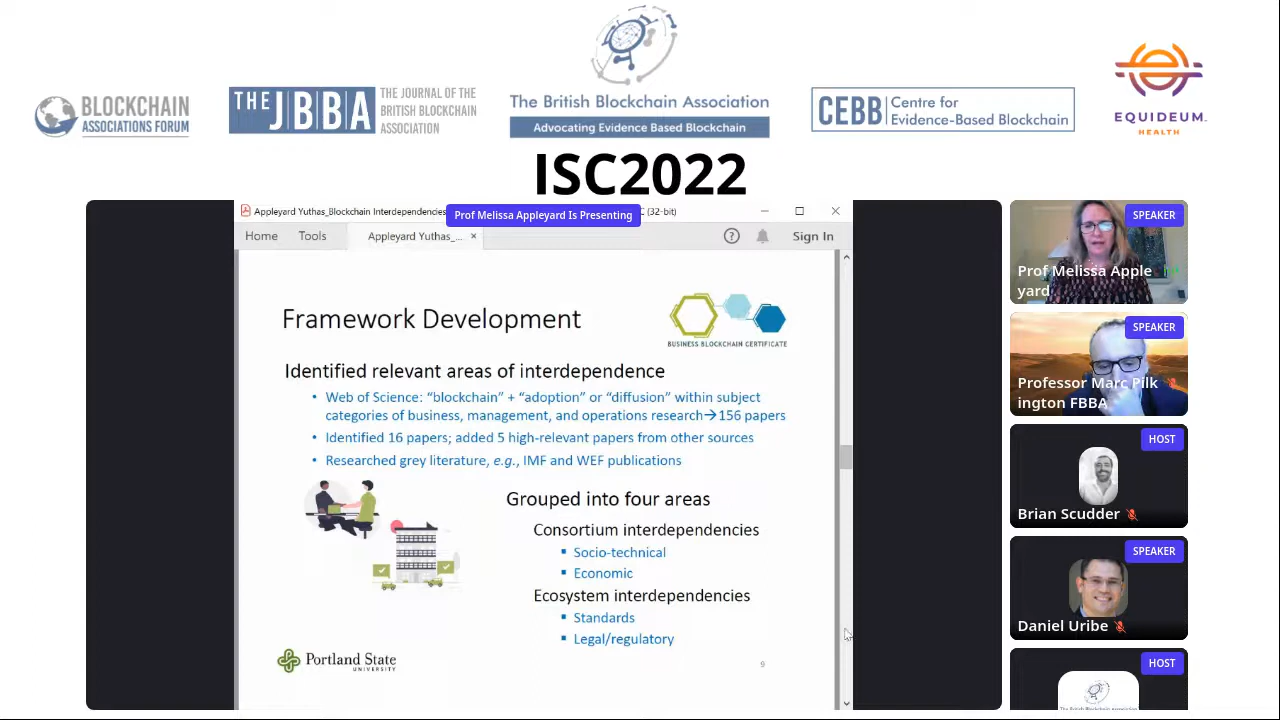 BLOCKCHAIN
ASSOCIATIONS FORUM
THE JBBA
THE JOURNAL OF THE
BRITISH BLOCKCHAIN
ASSOCIATION
The British Blockchain Association
Advocating Evidence Based Blockchain
CEBB
Centre for
Evidence-Based Blockchain
EQUIDEUM
HEALTH
ISC2022
Appleyard Yuthas_Blockchain Interdependencies
Prof Melissa Appleyard Is Presenting
(32-bit)
Home
Tools
Appleyard Yuthas_...
×
?
Sign In
Framework Development
BUSINESS BLOCKCHAIN CERTIFICATE
Identified relevant areas of interdependence
• Web of Science: “blockchain” + “adoption” or “diffusion” within subject
categories of business, management, and operations research→156 papers
• Identified 16 papers; added 5 high-relevant papers from other sources
• Researched grey literature, e.g., IMF and WEF publications
Grouped into four areas
Consortium interdependencies
▪ Socio-technical
▪ Economic
Ecosystem interdependencies
▪ Standards
▪ Legal/regulatory
Portland State
UNIVERSITY
9
SPEAKER
Prof Melissa Apple
yard
SPEAKER
Professor Marc Pilk
ington FBBA
HOST
Brian Scudder
SPEAKER
Daniel Uribe
HOST